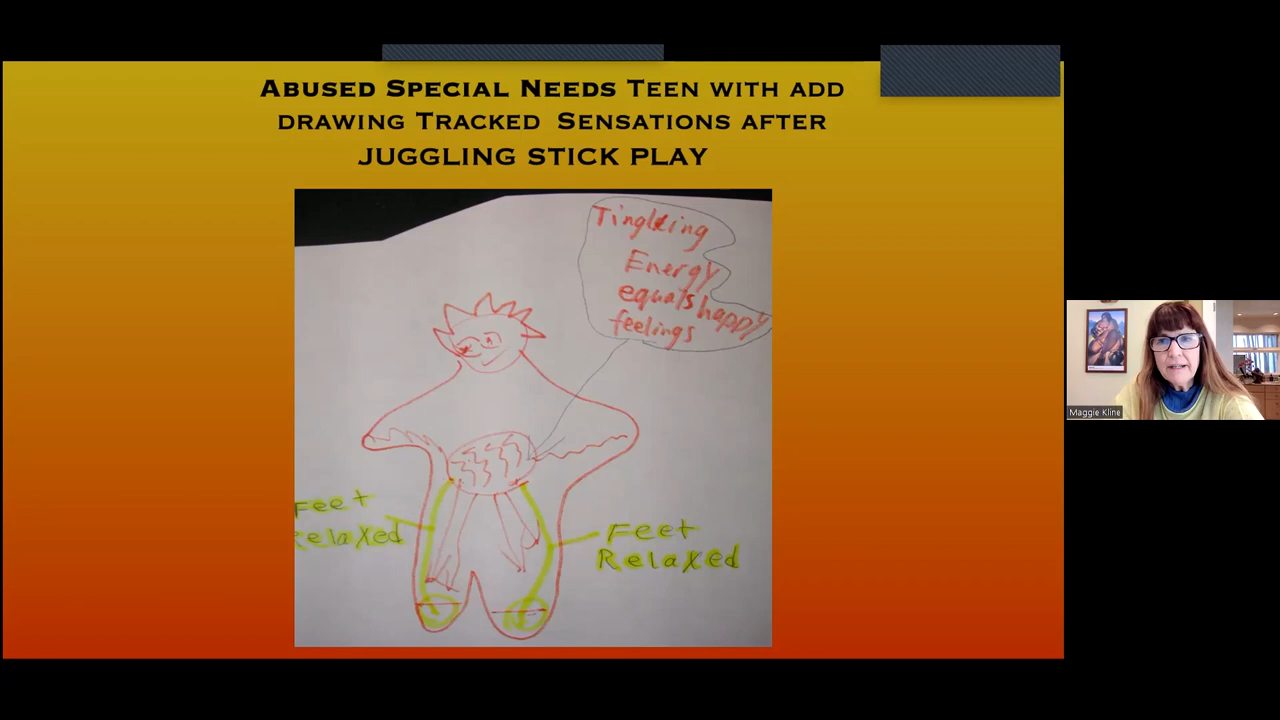 ABUSED SPECIAL NEEDS TEEN WITH ADD
DRAWING TRACKED SENSATIONS AFTER
JUGGLING STICK PLAY
Tingleing
Energy
equals happy
feelings
Feet
Relaxed
Feet
Relaxed
Maggie Kline